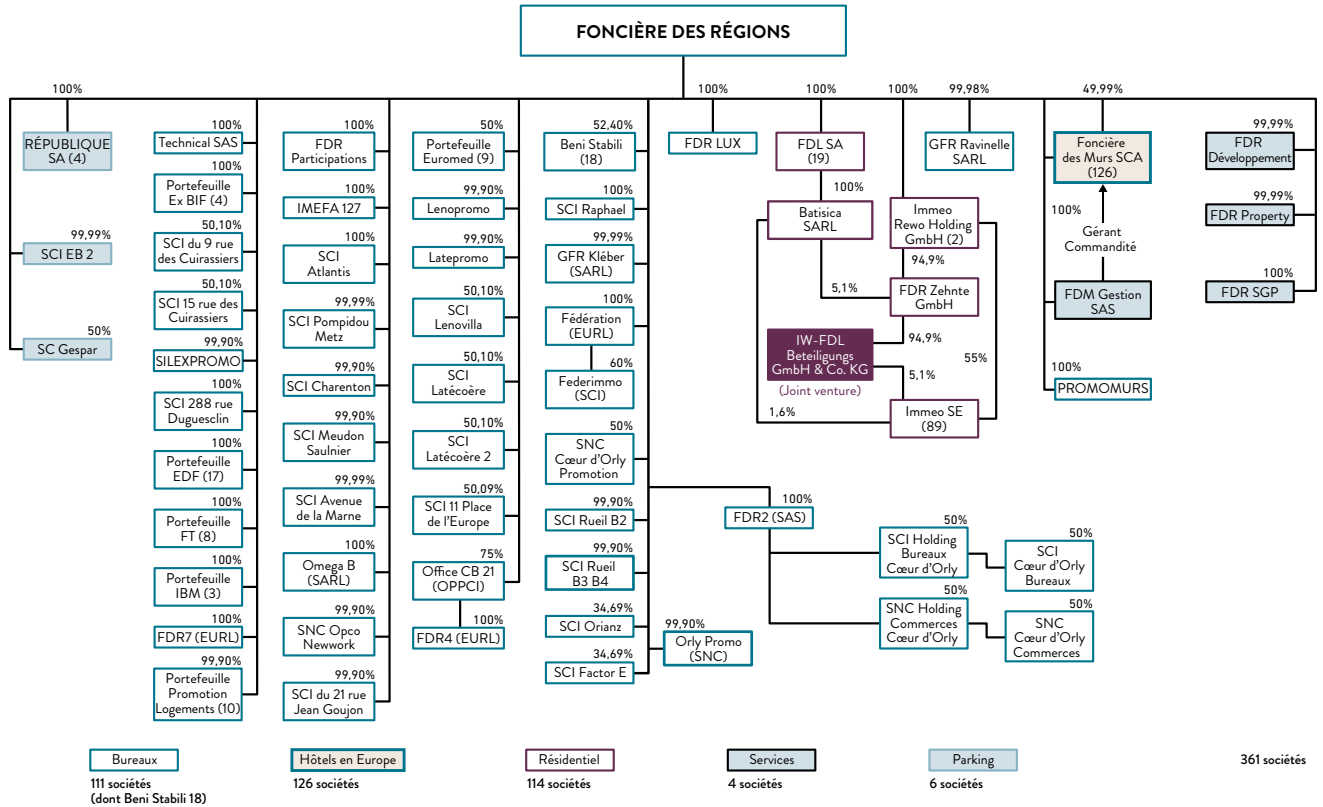 FONCIÈRE DES RÉGIONS
100%
RÉPUBLIQUE
SA (4)
99,99%
SCI EB 2
50%
SC Gespar
100%
Technical SAS
100%
Portefeuille
Ex BIF (4)
50,10%
SCI du 9 rue
des Cuirassiers
50,10%
SCI 15 rue des
Cuirassiers
99,90%
SILEXPROMO
100%
SCI 288 rue
Duguesclin
100%
Portefeuille
EDF (17)
100%
Portefeuille
FT (8)
100%
Portefeuille
IBM (3)
100%
FDR7 (EURL)
99,90%
Portefeuille
Promotion
Logements (10)
100%
FDR
Participations
100%
IMEFA 127
100%
SCI
Atlantis
99,99%
SCI Pompidou
Metz
99,90%
SCI Charenton
99,90%
SCI Meudon
Saulnier
99,99%
SCI Avenue
de la Marne
100%
Omega B
(SARL)
99,90%
SNC Opco
Newwork
99,90%
SCI du 21 rue
Jean Goujon
50%
Portefeuille
Euromed (9)
99,90%
Lenopromo
99,90%
Latepromo
50,10%
SCI
Lenovilla
50,10%
SCI
Latécoère
50,10%
SCI
Latécoère 2
50,09%
SCI 11 Place
de l'Europe
75%
Office CB 21
(OPPCI)
100%
FDR4 (EURL)
52,40%
Beni Stabili
(18)
100%
SCI Raphael
99,99%
GFR Kléber
(SARL)
100%
Fédération
(EURL)
60%
Federimmo
(SCI)
50%
SNC
Cœur d'Orly
Promotion
99,90%
SCI Rueil B2
99,90%
SCI Rueil
B3 B4
34,69%
SCI Orianz
34,69%
SCI Factor E
99,90%
Orly Promo
(SNC)
100%
FDR LUX
100%
FDL SA
(19)
100%
Batisica
SARL
100%
Immeo
Rewo Holding
GmbH (2)
94,9%
5,1%
FDR Zehnte
GmbH
94,9%
IW-FDL
Beteiligungs
GmbH & Co. KG
(Joint venture)
5,1%
55%
1,6%
Immeo SE
(89)
99,98%
GFR Ravinelle
SARL
49,99%
Foncière
des Murs SCA
(126)
100%
Gérant
Commandité
FDM Gestion
SAS
100%
PROMOMURS
99,99%
FDR
Développement
99,99%
FDR Property
100%
FDR SGP
100%
FDR2 (SAS)
50%
SCI Holding
Bureaux
Cœur d'Orly
50%
SCI
Cœur d'Orly
Bureaux
50%
SNC Holding
Commerces
Cœur d'Orly
50%
SNC
Cœur d'Orly
Commerces
Bureaux
111 sociétés
(dont Beni Stabili 18)
Hôtels en Europe
126 sociétés
Résidentiel
114 sociétés
Services
4 sociétés
Parking
6 sociétés
361 sociétés